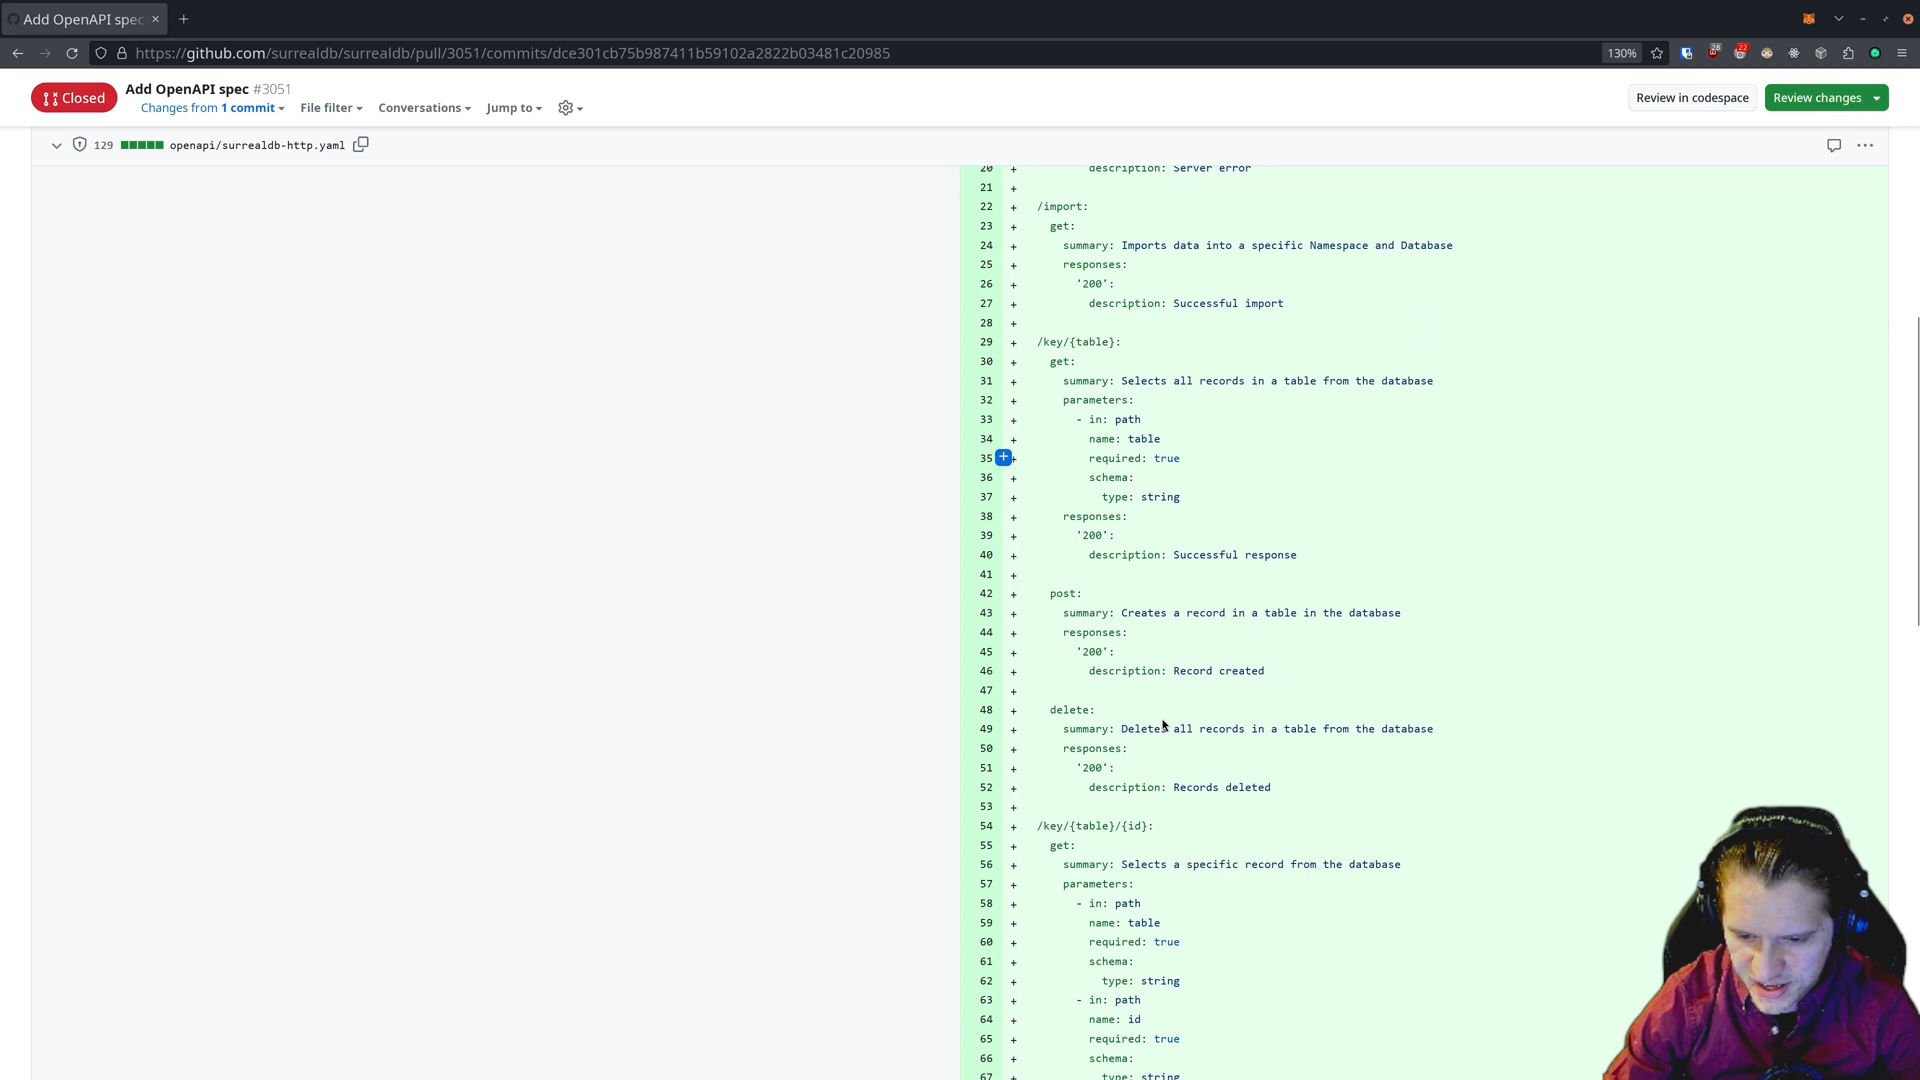 Add OpenAPI spec
https://github.com/surrealdb/surrealdb/pull/3051/commits/dce301cb75b987411b59102a2822b03481c20985
130%
28
22
Closed
Add OpenAPI spec #3051
Changes from 1 commit
File filter
Conversations
Jump to
Review in codespace
Review changes
129
openapi/surrealdb-http.yaml
20 + description: Server error
21 +
22 + /import:
23 + get:
24 + summary: Imports data into a specific Namespace and Database
25 + responses:
26 + '200':
27 + description: Successful import
28 +
29 + /key/{table}:
30 + get:
31 + summary: Selects all records in a table from the database
32 + parameters:
33 + - in: path
34 + name: table
35 + required: true
36 + schema:
37 + type: string
38 + responses:
39 + '200':
40 + description: Successful response
41 +
42 + post:
43 + summary: Creates a record in a table in the database
44 + responses:
45 + '200':
46 + description: Record created
47 +
48 + delete:
49 + summary: Deletes all records in a table from the database
50 + responses:
51 + '200':
52 + description: Records deleted
53 +
54 + /key/{table}/{id}:
55 + get:
56 + summary: Selects a specific record from the database
57 + parameters:
58 + - in: path
59 + name: table
60 + required: true
61 + schema:
62 + type: string
63 + - in: path
64 + name: id
65 + required: true
66 + schema:
67 type: string